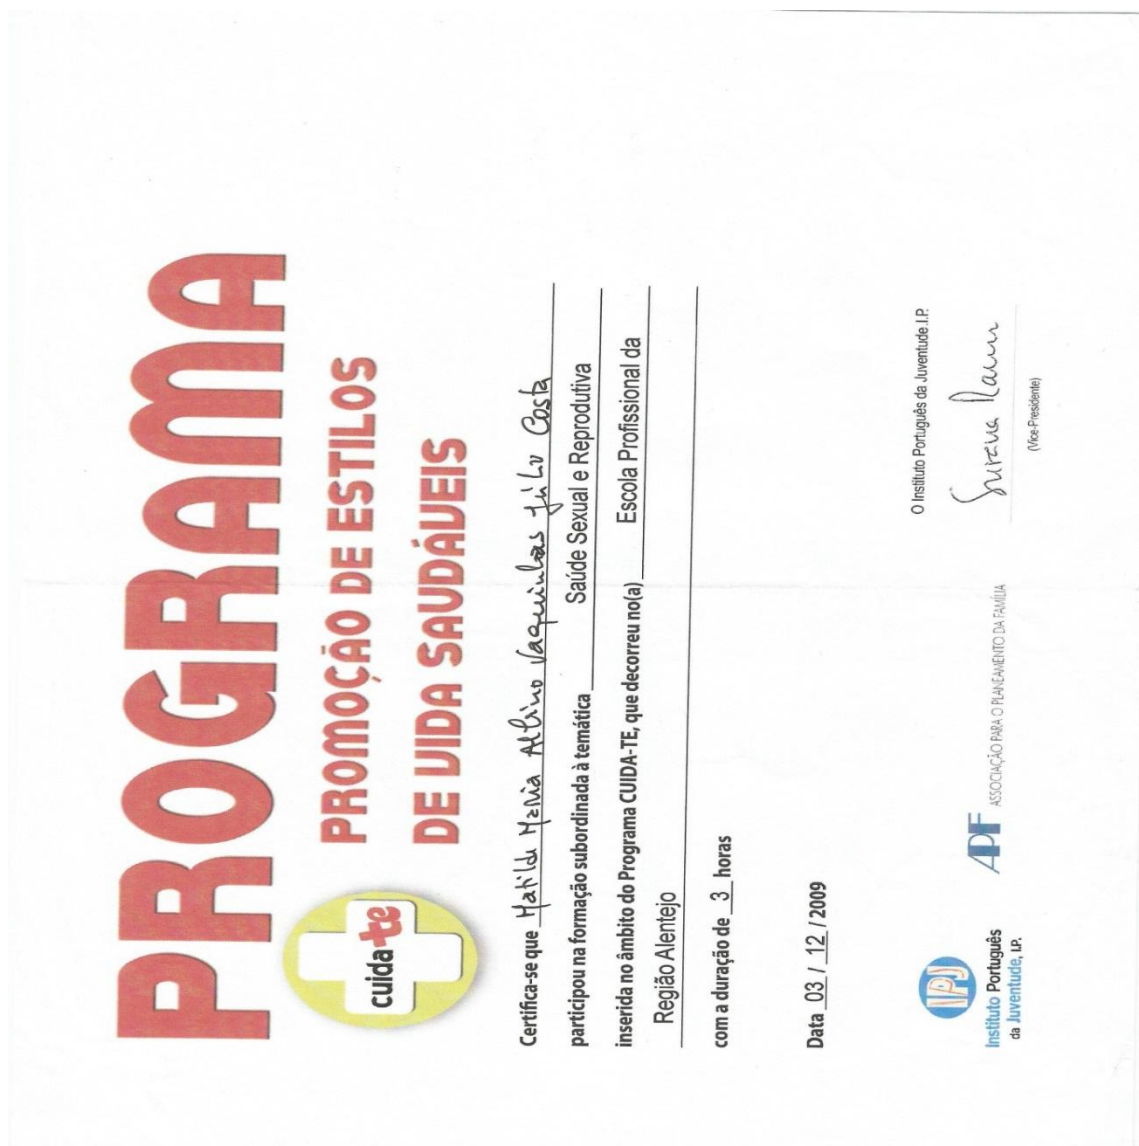 PROGRAMA
PROMOÇÃO DE ESTILOS
DE VIDA SAUDÁVEIS
cuida-te
Certifica-se que Matilde Maria Albino Vaquinhas Costa
participou na formação subordinada à temática Saúde Sexual e Reprodutiva
inserida no âmbito do Programa CUIDA-TE, que decorreu no(a) Escola Profissional da
Região Alentejo
com a duração de 3 horas
Data 03 / 12 / 2009
O Instituto Português da Juventude.I.P.
(Vice-Presidente)
IPJ
Instituto Português
da Juventude, I.P.
APF ASSOCIAÇÃO PARA O PLANEAMENTO DA FAMÍLIA